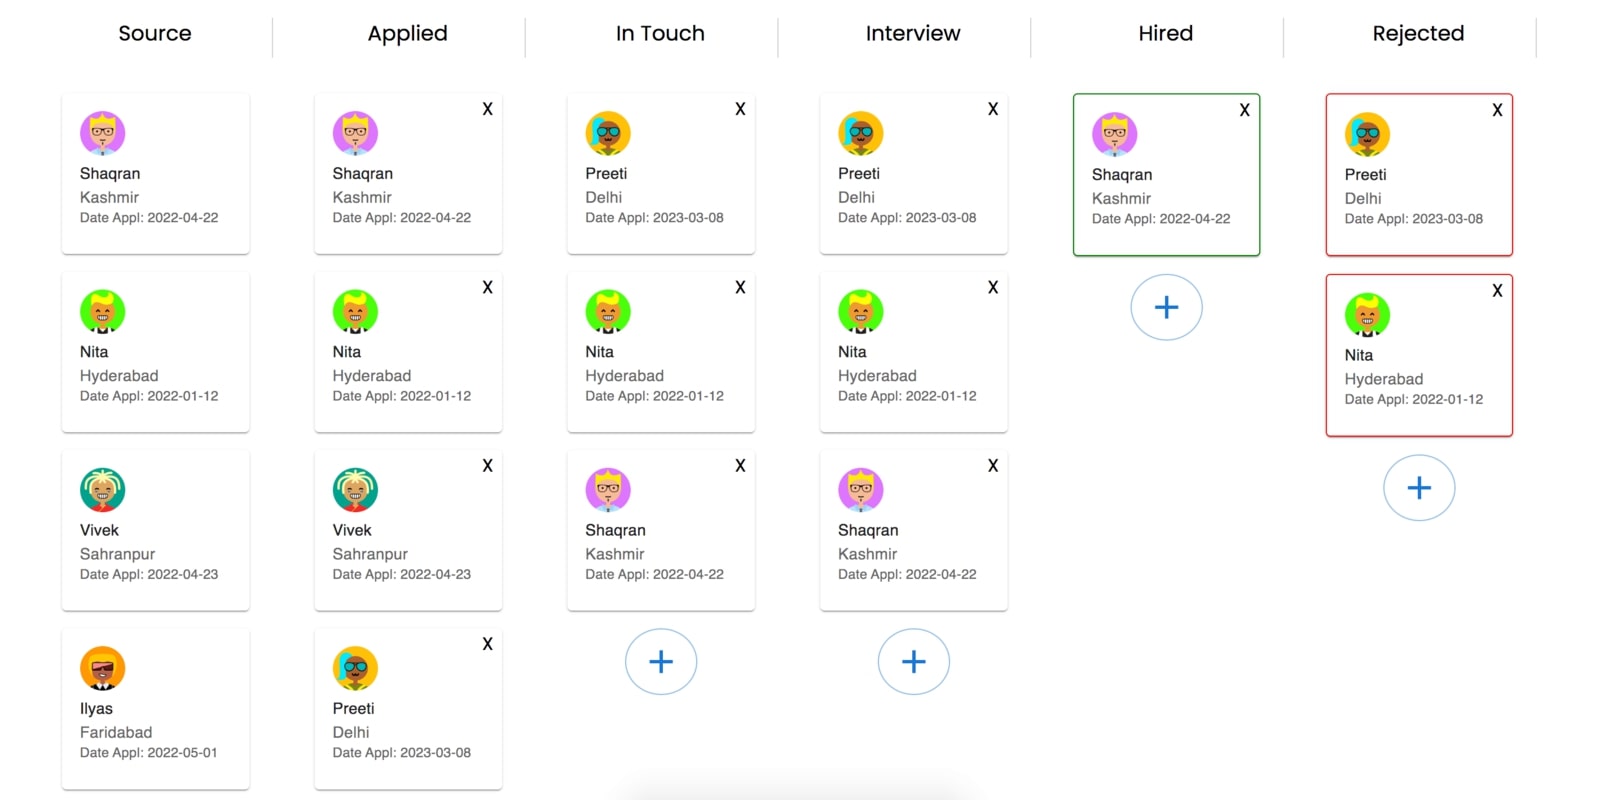 Source
Applied
In Touch
Interview
Hired
Rejected
Shaqran
Kashmir
Date Appl: 2022-04-22
Nita
Hyderabad
Date Appl: 2022-01-12
Vivek
Sahranpur
Date Appl: 2022-04-23
Ilyas
Faridabad
Date Appl: 2022-05-01
X
Shaqran
Kashmir
Date Appl: 2022-04-22
X
Nita
Hyderabad
Date Appl: 2022-01-12
X
Vivek
Sahranpur
Date Appl: 2022-04-23
X
Preeti
Delhi
Date Appl: 2023-03-08
X
Preeti
Delhi
Date Appl: 2023-03-08
X
Nita
Hyderabad
Date Appl: 2022-01-12
X
Shaqran
Kashmir
Date Appl: 2022-04-22
+
X
Preeti
Delhi
Date Appl: 2023-03-08
X
Nita
Hyderabad
Date Appl: 2022-01-12
X
Shaqran
Kashmir
Date Appl: 2022-04-22
+
X
Shaqran
Kashmir
Date Appl: 2022-04-22
+
X
Preeti
Delhi
Date Appl: 2023-03-08
X
Nita
Hyderabad
Date Appl: 2022-01-12
+